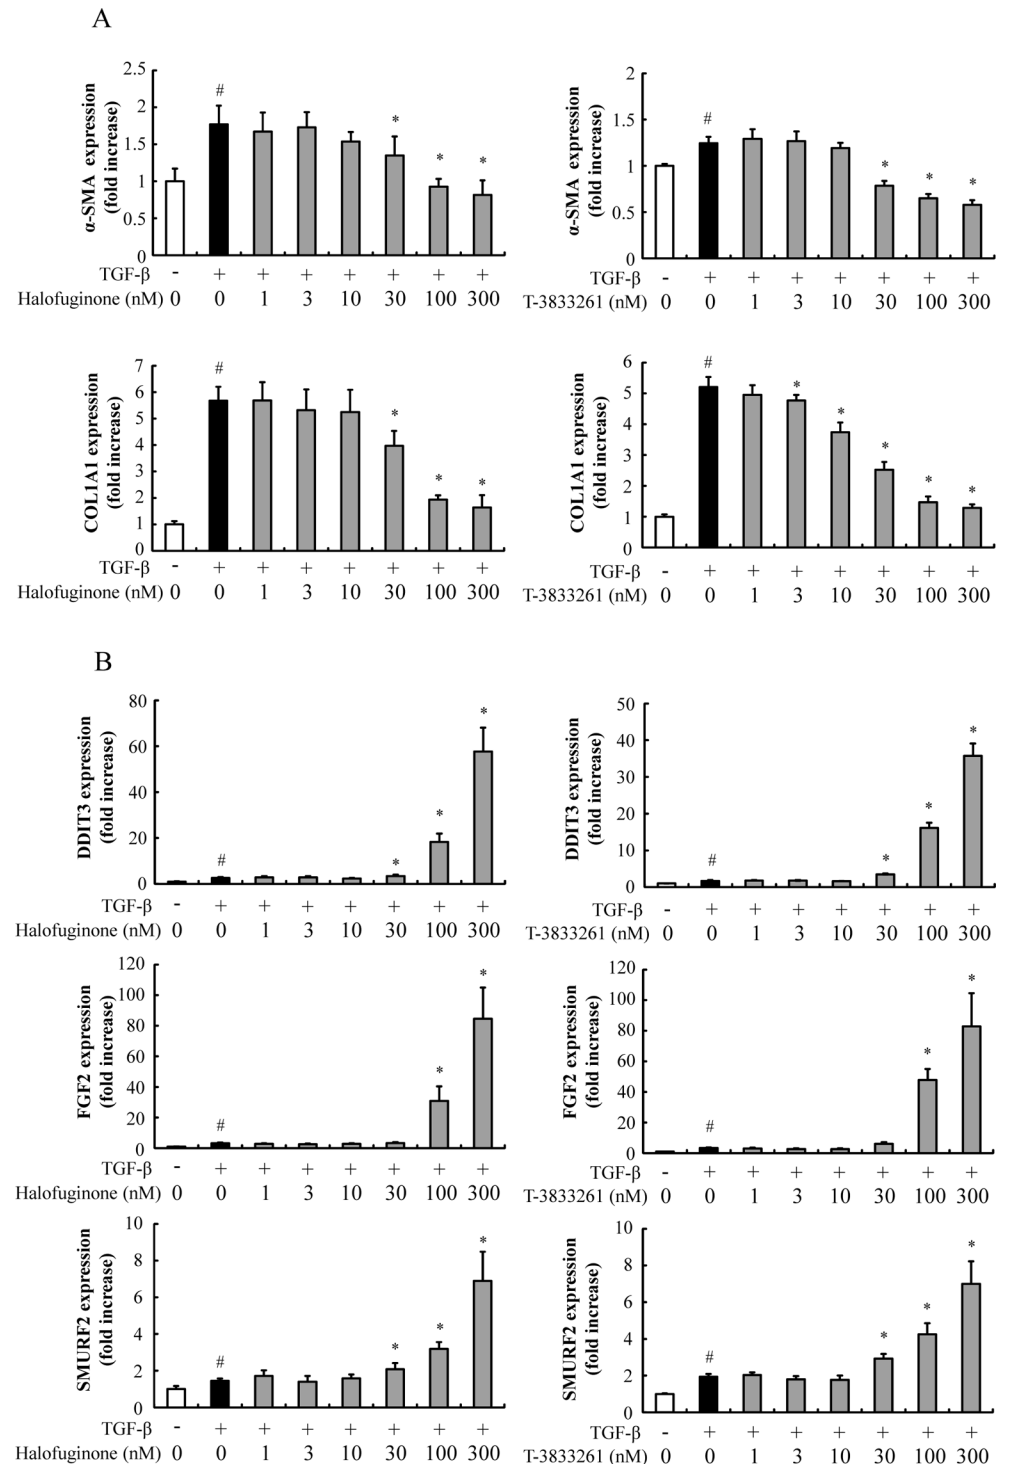 A
α-SMA expression
(fold increase)
2.5
2
1.5
1
0.5
0
#
*
*
*
TGF-β - + + + + + + +
Halofuginone (nM) 0 0 1 3 10 30 100 300
α-SMA expression
(fold increase)
2
1.5
1
0.5
0
#
*
*
*
TGF-β - + + + + + + +
T-3833261 (nM) 0 0 1 3 10 30 100 300
COL1A1 expression
(fold increase)
7
6
5
4
3
2
1
0
#
*
*
*
TGF-β - + + + + + + +
Halofuginone (nM) 0 0 1 3 10 30 100 300
COL1A1 expression
(fold increase)
6
5
4
3
2
1
0
#
*
*
*
*
*
TGF-β - + + + + + + +
T-3833261 (nM) 0 0 1 3 10 30 100 300
B
DDIT3 expression
(fold increase)
80
60
40
20
0
#
*
*
*
TGF-β - + + + + + + +
Halofuginone (nM) 0 0 1 3 10 30 100 300
DDIT3 expression
(fold increase)
50
40
30
20
10
0
#
*
*
*
TGF-β - + + + + + + +
T-3833261 (nM) 0 0 1 3 10 30 100 300
FGF2 expression
(fold increase)
120
100
80
60
40
20
0
#
*
*
TGF-β - + + + + + + +
Halofuginone (nM) 0 0 1 3 10 30 100 300
FGF2 expression
(fold increase)
120
100
80
60
40
20
0
#
*
*
TGF-β - + + + + + + +
T-3833261 (nM) 0 0 1 3 10 30 100 300
SMURF2 expression
(fold increase)
10
8
6
4
2
0
#
*
*
*
TGF-β - + + + + + + +
Halofuginone (nM) 0 0 1 3 10 30 100 300
SMURF2 expression
(fold increase)
10
8
6
4
2
0
#
*
*
*
TGF-β - + + + + + + +
T-3833261 (nM) 0 0 1 3 10 30 100 300